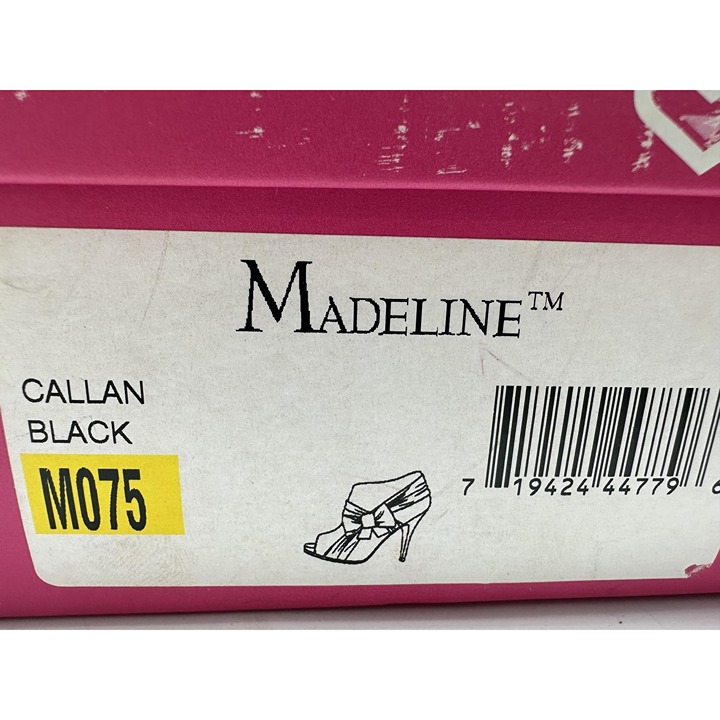 MADELINE™
CALLAN
BLACK
M075
7 19424 44779 6